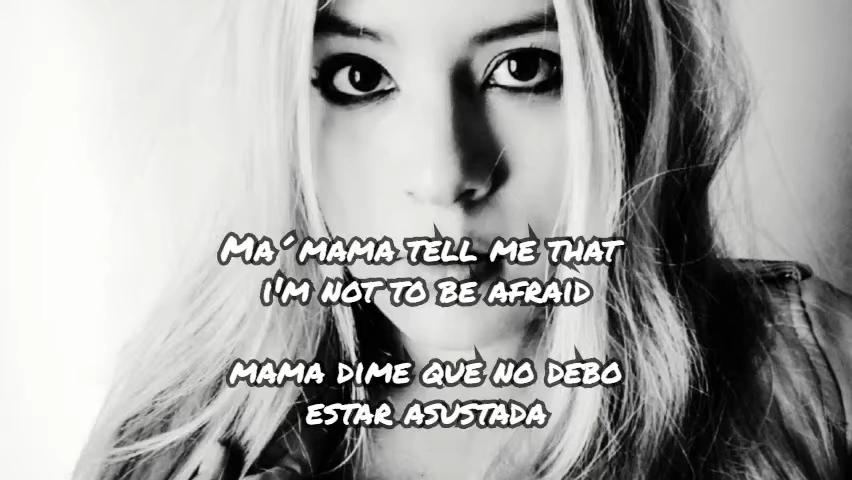 Ma´mama tell me that
i'm not to be afraid
mama dime que no debo
estar asustada